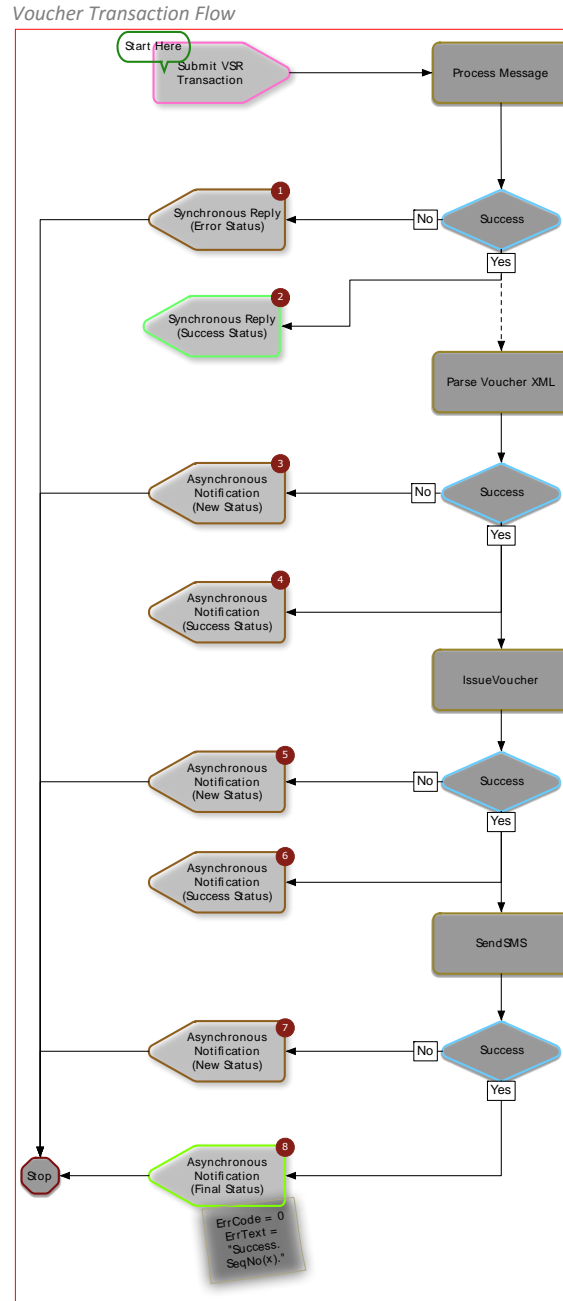 Voucher Transaction Flow
Start Here
Submit VSR
Transaction
Process Message
1
Synchronous Reply
(Error Status)
No
Success
Yes
2
Synchronous Reply
(Success Status)
Parse Voucher XML
3
Asynchronous
Notification
(New Status)
No
Success
Yes
4
Asynchronous
Notification
(Success Status)
IssueVoucher
5
Asynchronous
Notification
(New Status)
No
Success
Yes
6
Asynchronous
Notification
(Success Status)
SendSMS
7
Asynchronous
Notification
(New Status)
No
Success
Yes
8
Stop
Asynchronous
Notification
(Final Status)
ErrCode = 0
ErrText =
"Success.
SeqNo(x)."